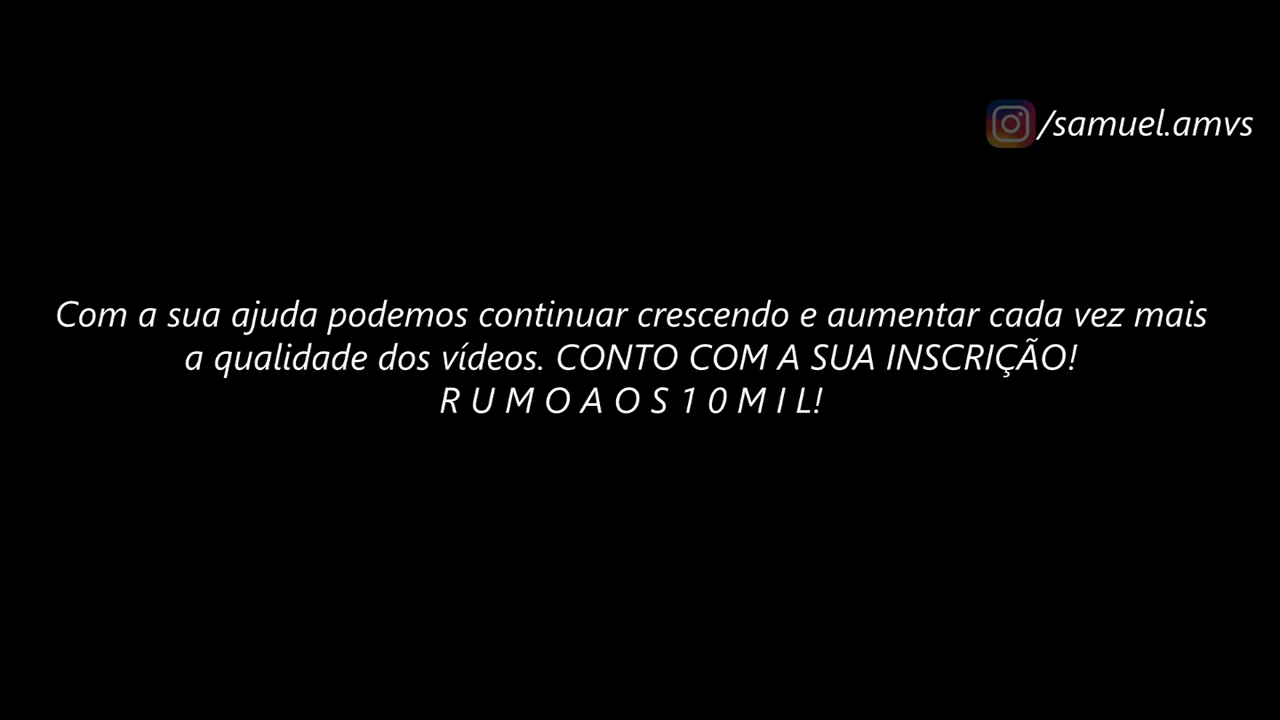 /samuel.amvs
Com a sua ajuda podemos continuar crescendo e aumentar cada vez mais
a qualidade dos vídeos. CONTO COM A SUA INSCRIÇÃO!
R U M O A O S 1 0 M I L!